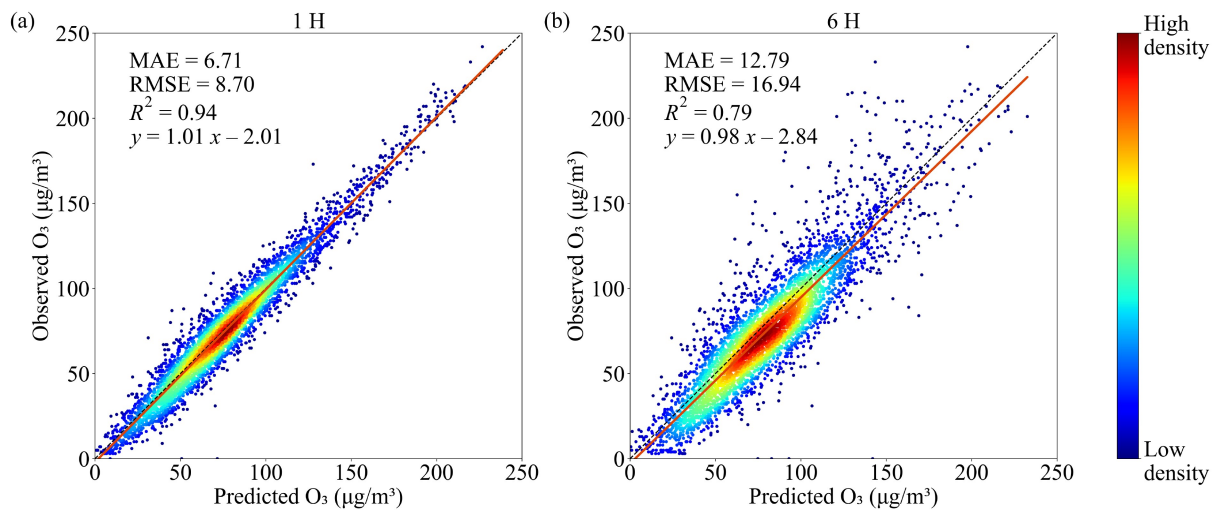 (a)
1 H
MAE = 6.71
RMSE = 8.70
R² = 0.94
y = 1.01 x – 2.01
250
200
150
100
50
0
0 50 100 150 200 250
Observed O₃ (μg/m³)
Predicted O₃ (μg/m³)
(b)
6 H
MAE = 12.79
RMSE = 16.94
R² = 0.79
y = 0.98 x – 2.84
250
200
150
100
50
0
0 50 100 150 200 250
Observed O₃ (μg/m³)
Predicted O₃ (μg/m³)
High
density
Low
density